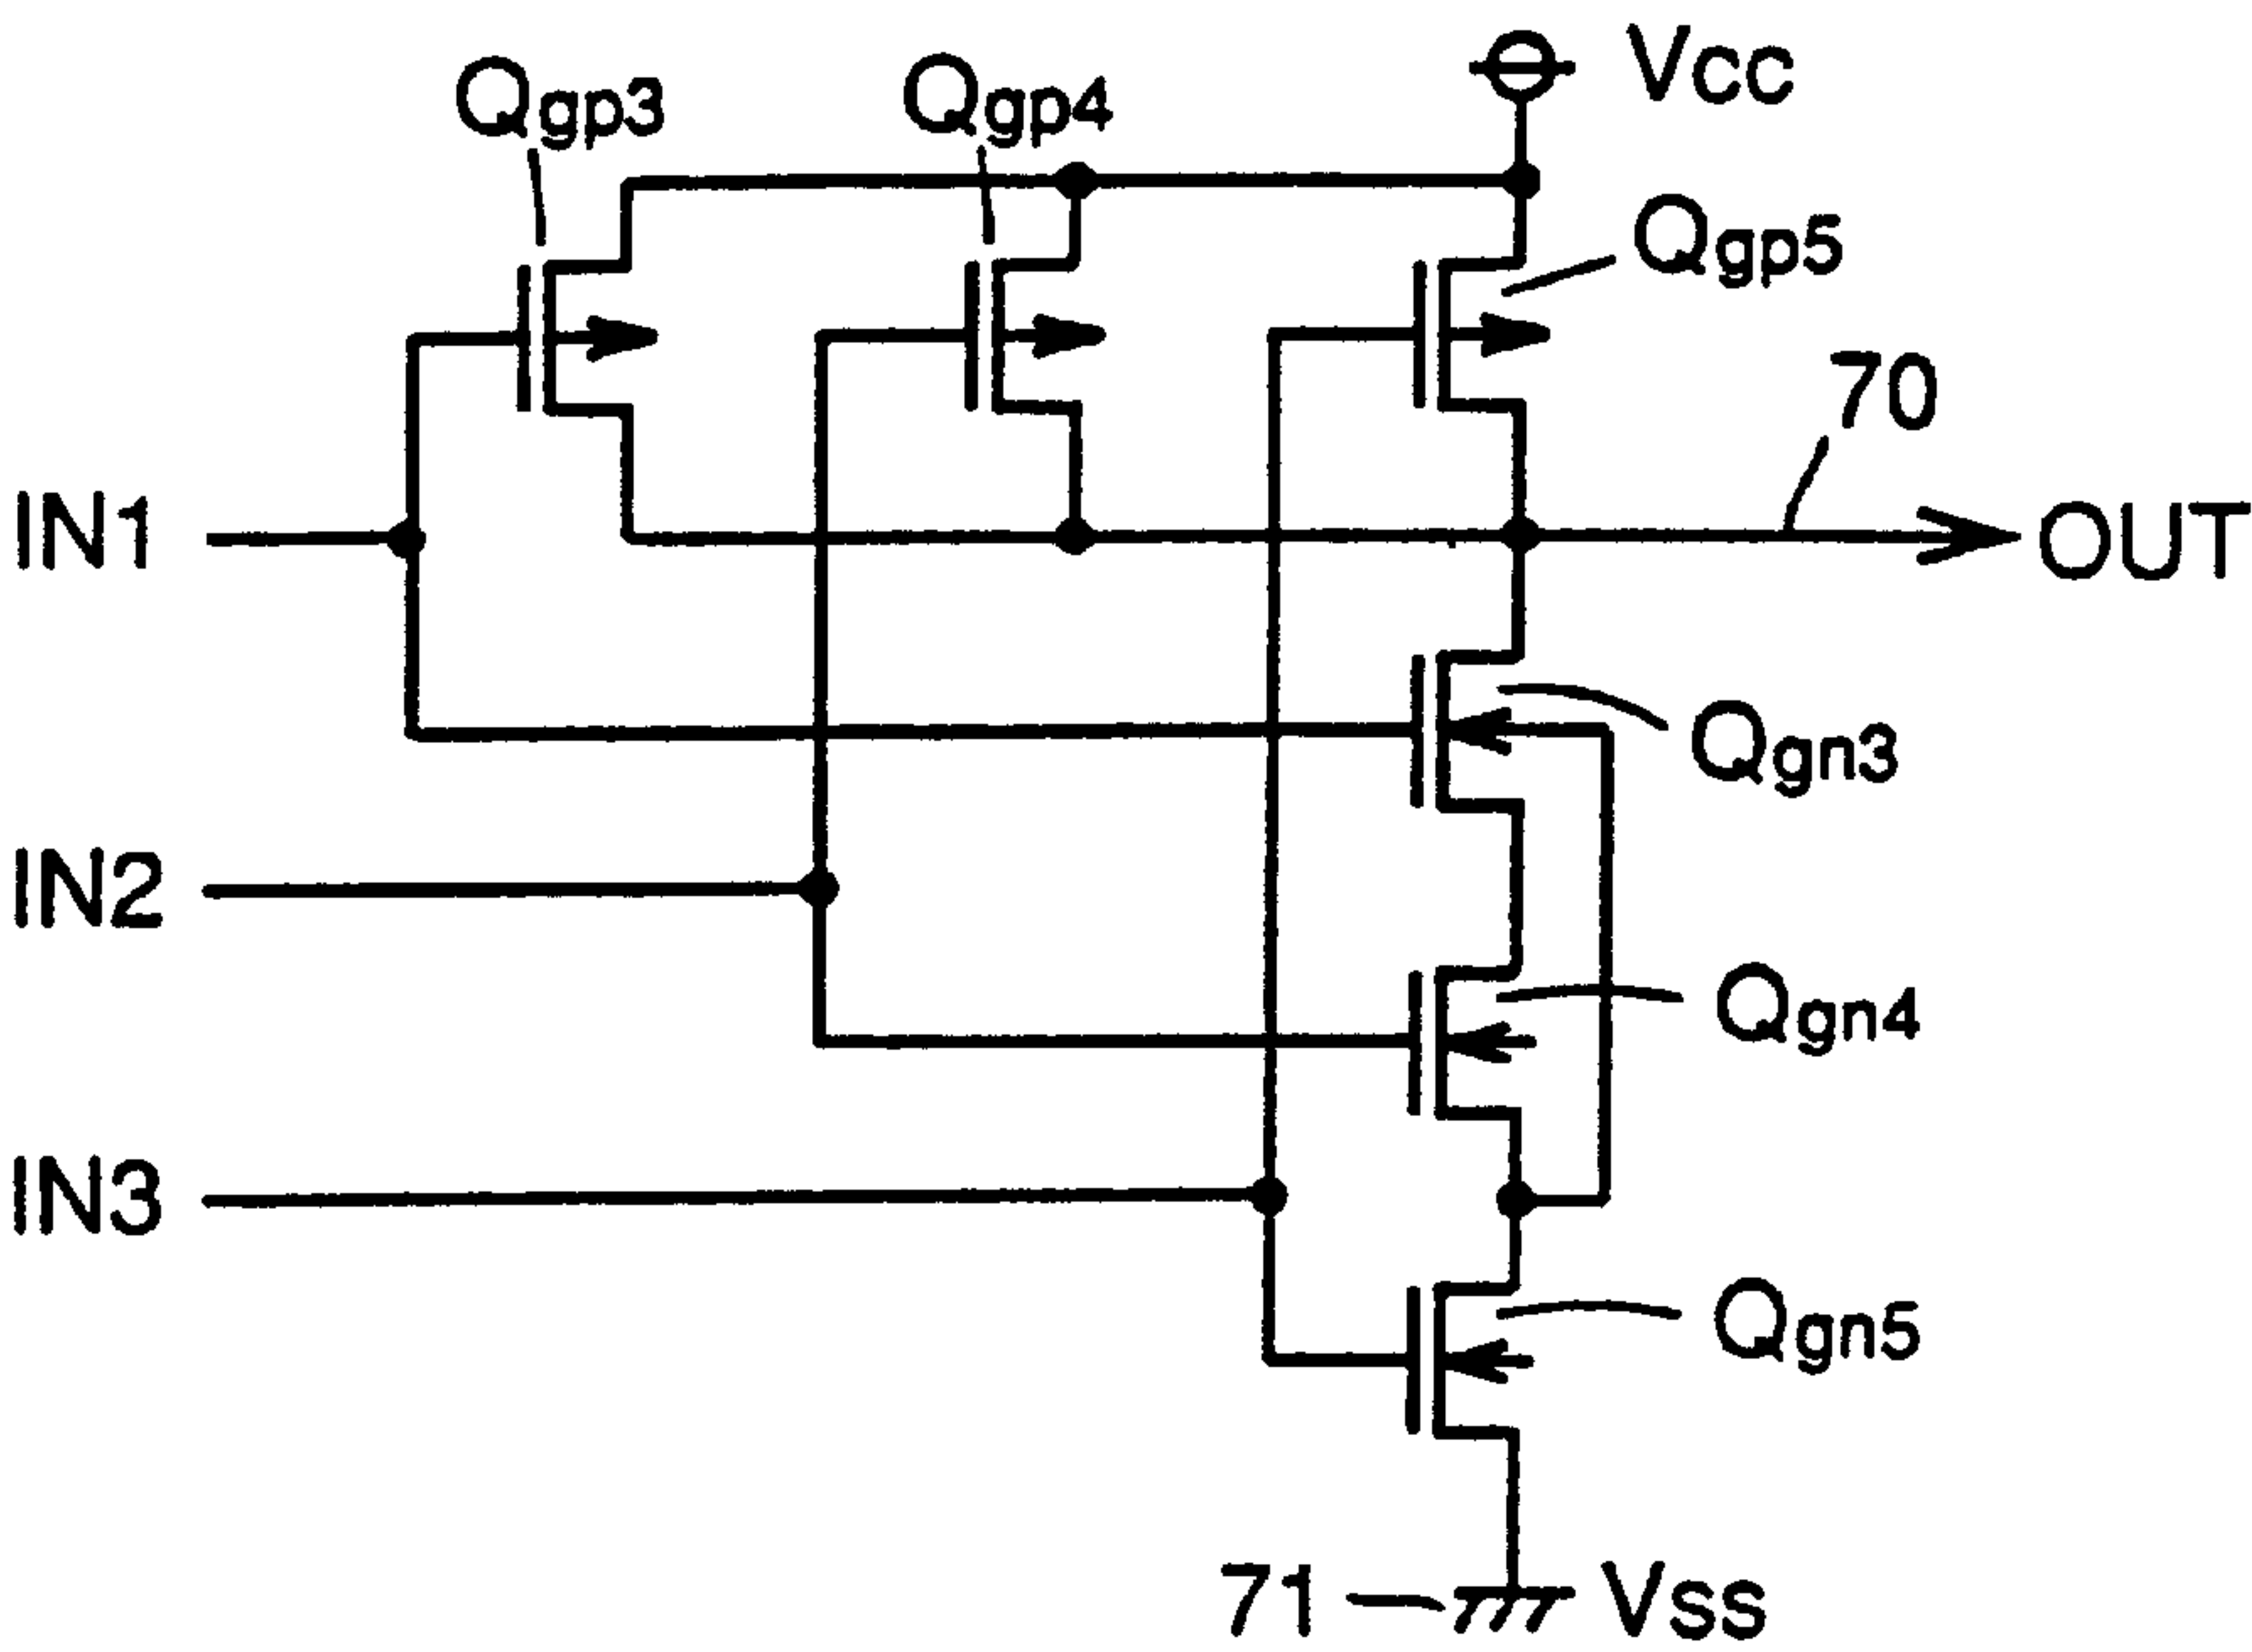 Vcc
Qgp3
Qgp4
Qgp5
70
IN1
OUT
Qgn3
IN2
Qgn4
IN3
Qgn5
71
Vss